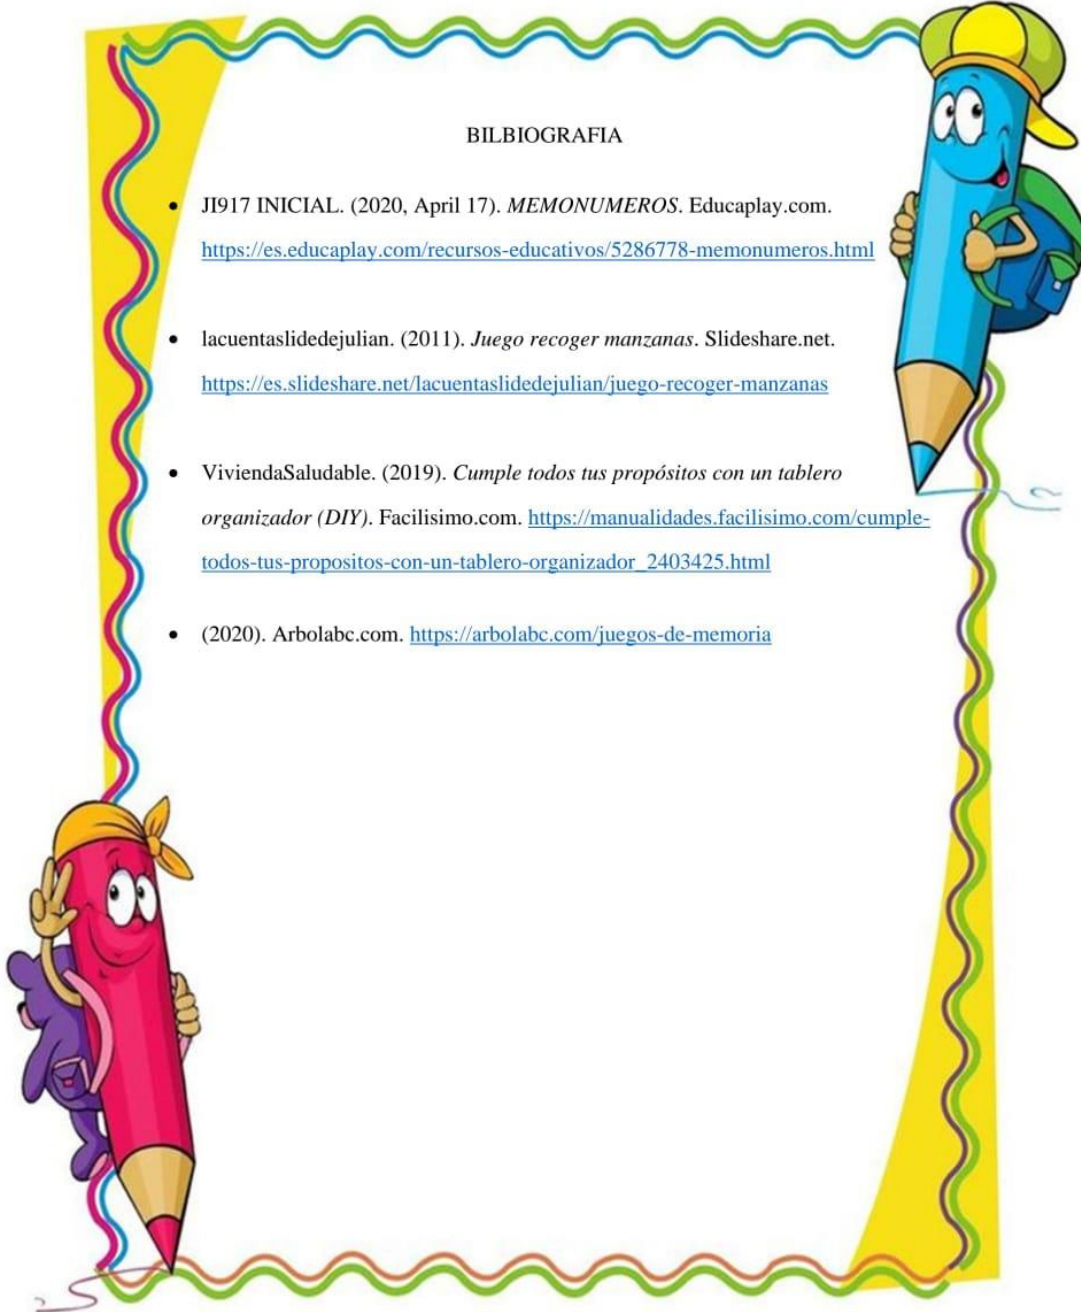 BILBIOGRAFIA
• JI917 INICIAL. (2020, April 17). MEMONUMEROS. Educaplay.com.
https://es.educaplay.com/recursos-educativos/5286778-memonumeros.html
• lacuentaslidedejulian. (2011). Juego recoger manzanas. Slideshare.net.
https://es.slideshare.net/lacuentaslidedejulian/juego-recoger-manzanas
• ViviendaSaludable. (2019). Cumple todos tus propósitos con un tablero
organizador (DIY). Facilisimo.com. https://manualidades.facilisimo.com/cumple-
todos-tus-propositos-con-un-tablero-organizador_2403425.html
• (2020). Arbolabc.com. https://arbolabc.com/juegos-de-memoria